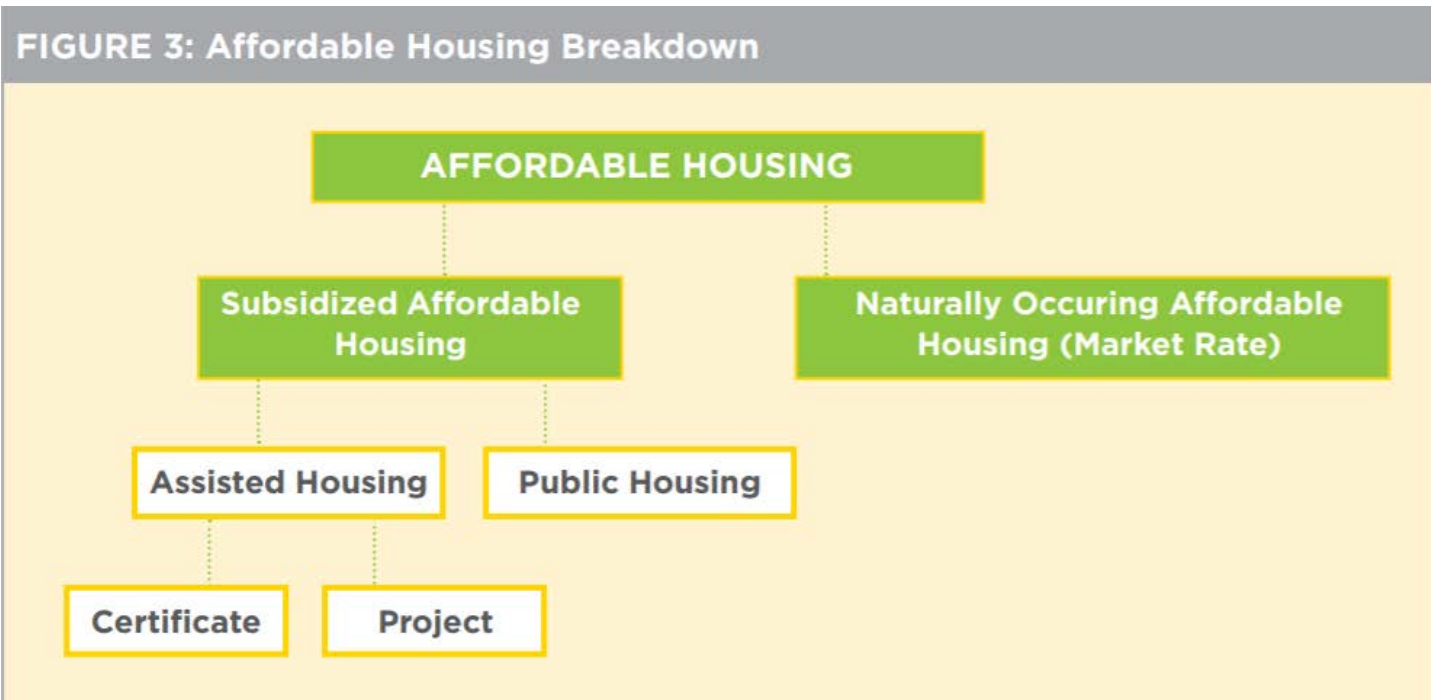 FIGURE 3: Affordable Housing Breakdown
AFFORDABLE HOUSING
Subsidized Affordable
Housing
Naturally Occuring Affordable
Housing (Market Rate)
Assisted Housing
Public Housing
Certificate
Project